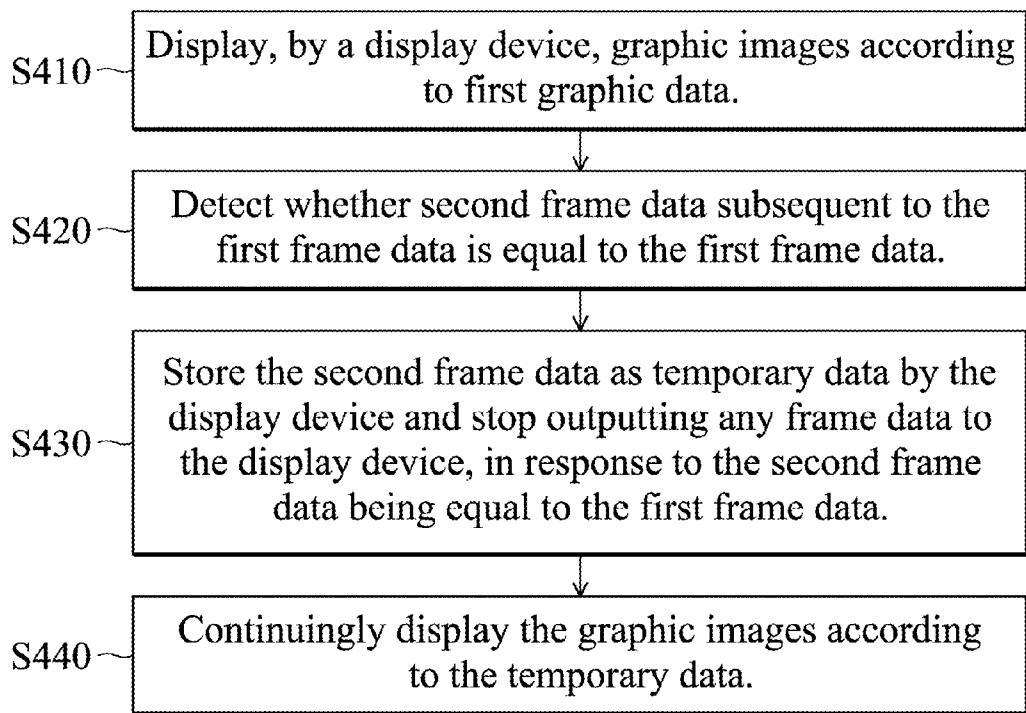 S410
Display, by a display device, graphic images according
to first graphic data.
S420
Detect whether second frame data subsequent to the
first frame data is equal to the first frame data.
S430
Store the second frame data as temporary data by the
display device and stop outputting any frame data to
the display device, in response to the second frame
data being equal to the first frame data.
S440
Continuingly display the graphic images according
to the temporary data.